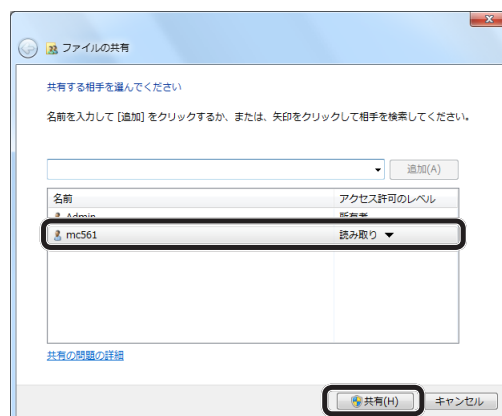 ファイルの共有
共有する相手を選んでください
名前を入力して [追加] をクリックするか、または、矢印をクリックして相手を検索してください。
追加(A)
名前 アクセス許可のレベル
Admin 所有者
mc561 読み取り
共有の問題の詳細
共有(H) キャンセル